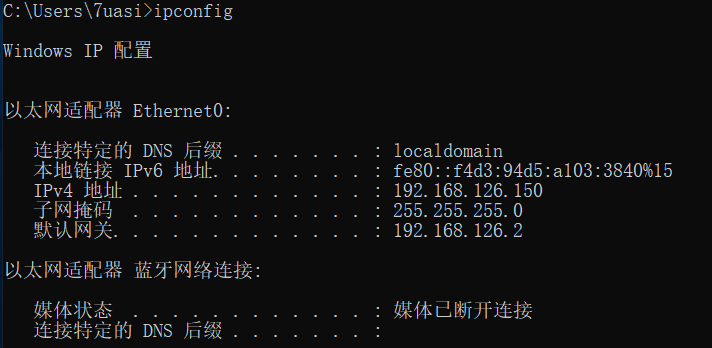 C:\Users\7uasi>ipconfig
Windows IP 配置
以太网适配器 Ethernet0:
连接特定的 DNS 后缀 . . . . . . . : localdomain
本地链接 IPv6 地址. . . . . . . . : fe80::f4d3:94d5:a103:3840%15
IPv4 地址 . . . . . . . . . . . . : 192.168.126.150
子网掩码  . . . . . . . . . . . . : 255.255.255.0
默认网关. . . . . . . . . . . . . : 192.168.126.2
以太网适配器 蓝牙网络连接:
媒体状态  . . . . . . . . . . . . : 媒体已断开连接
连接特定的 DNS 后缀 . . . . . . . :